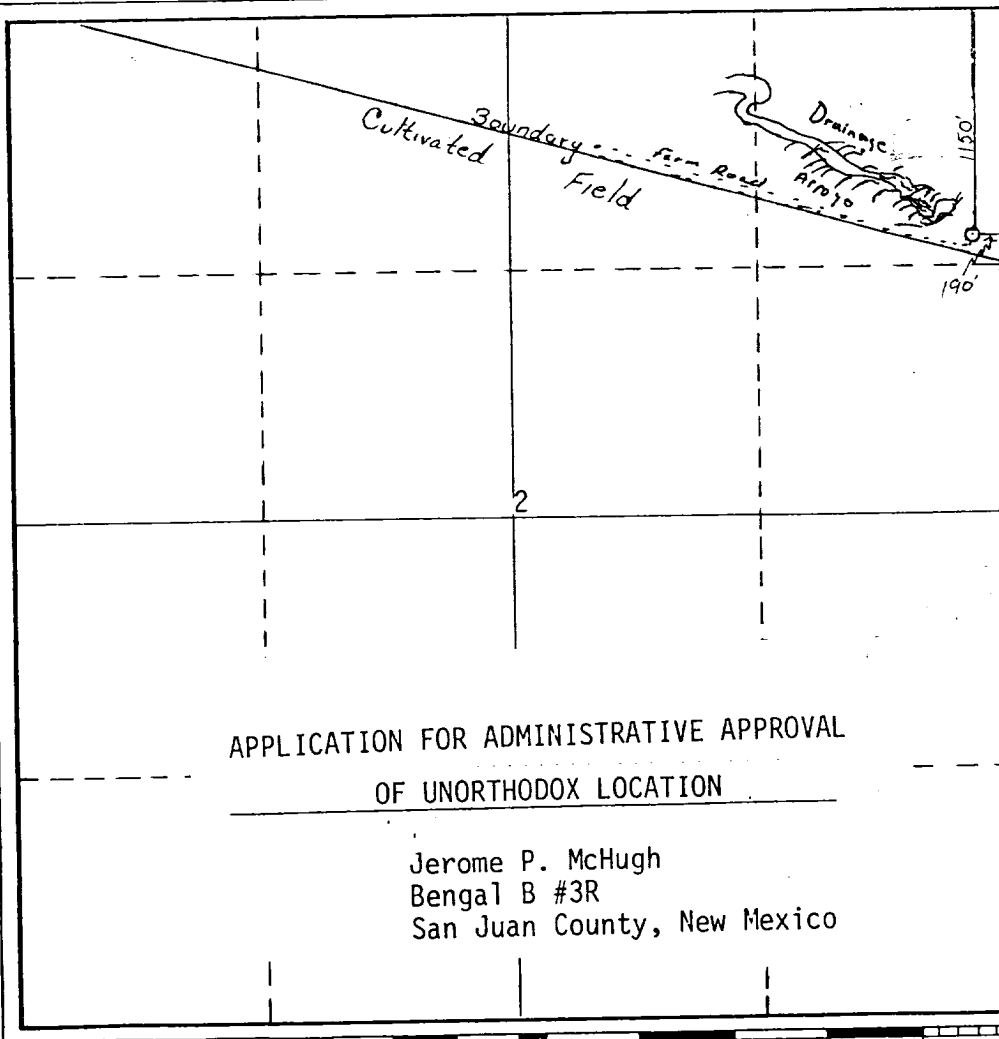 1150'
Drainage
Cultivated
Boundary
Farm Road
Field
Arroyo
190'
2
APPLICATION FOR ADMINISTRATIVE APPROVAL
OF UNORTHODOX LOCATION
Jerome P. McHugh
Bengal B #3R
San Juan County, New Mexico